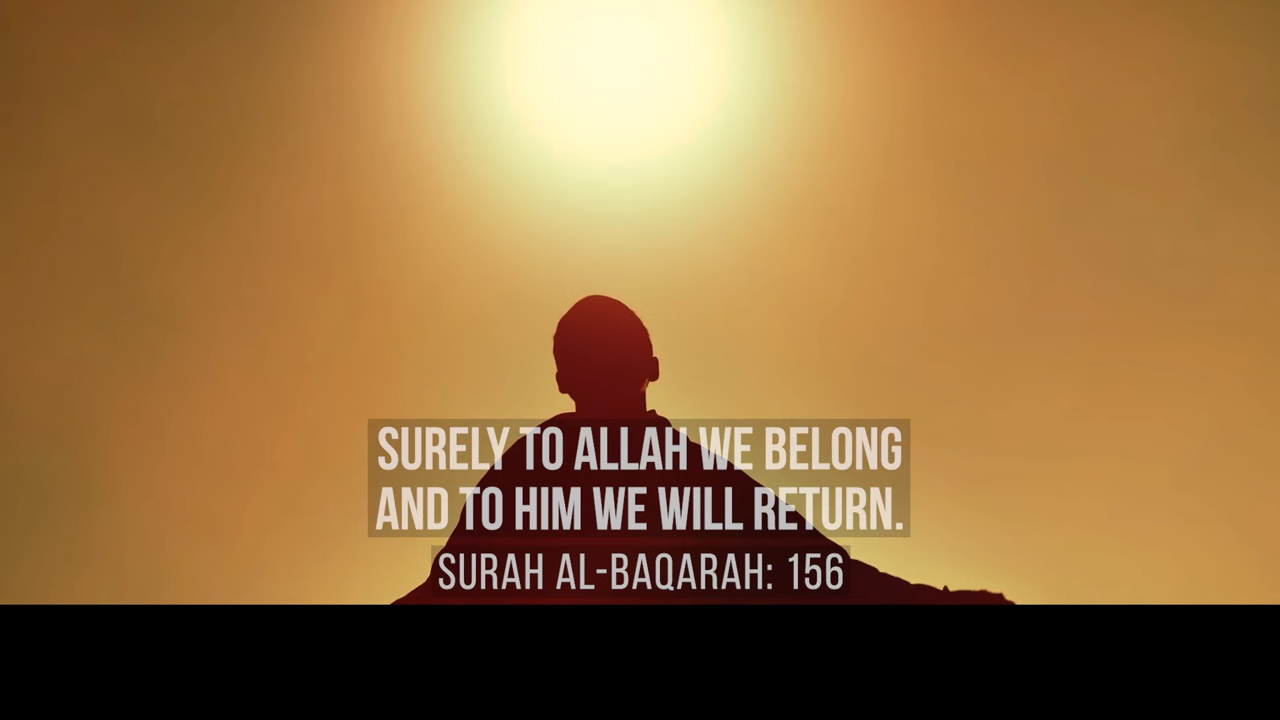 SURELY TO ALLAH WE BELONG
AND TO HIM WE WILL RETURN.
SURAH AL-BAQARAH: 156